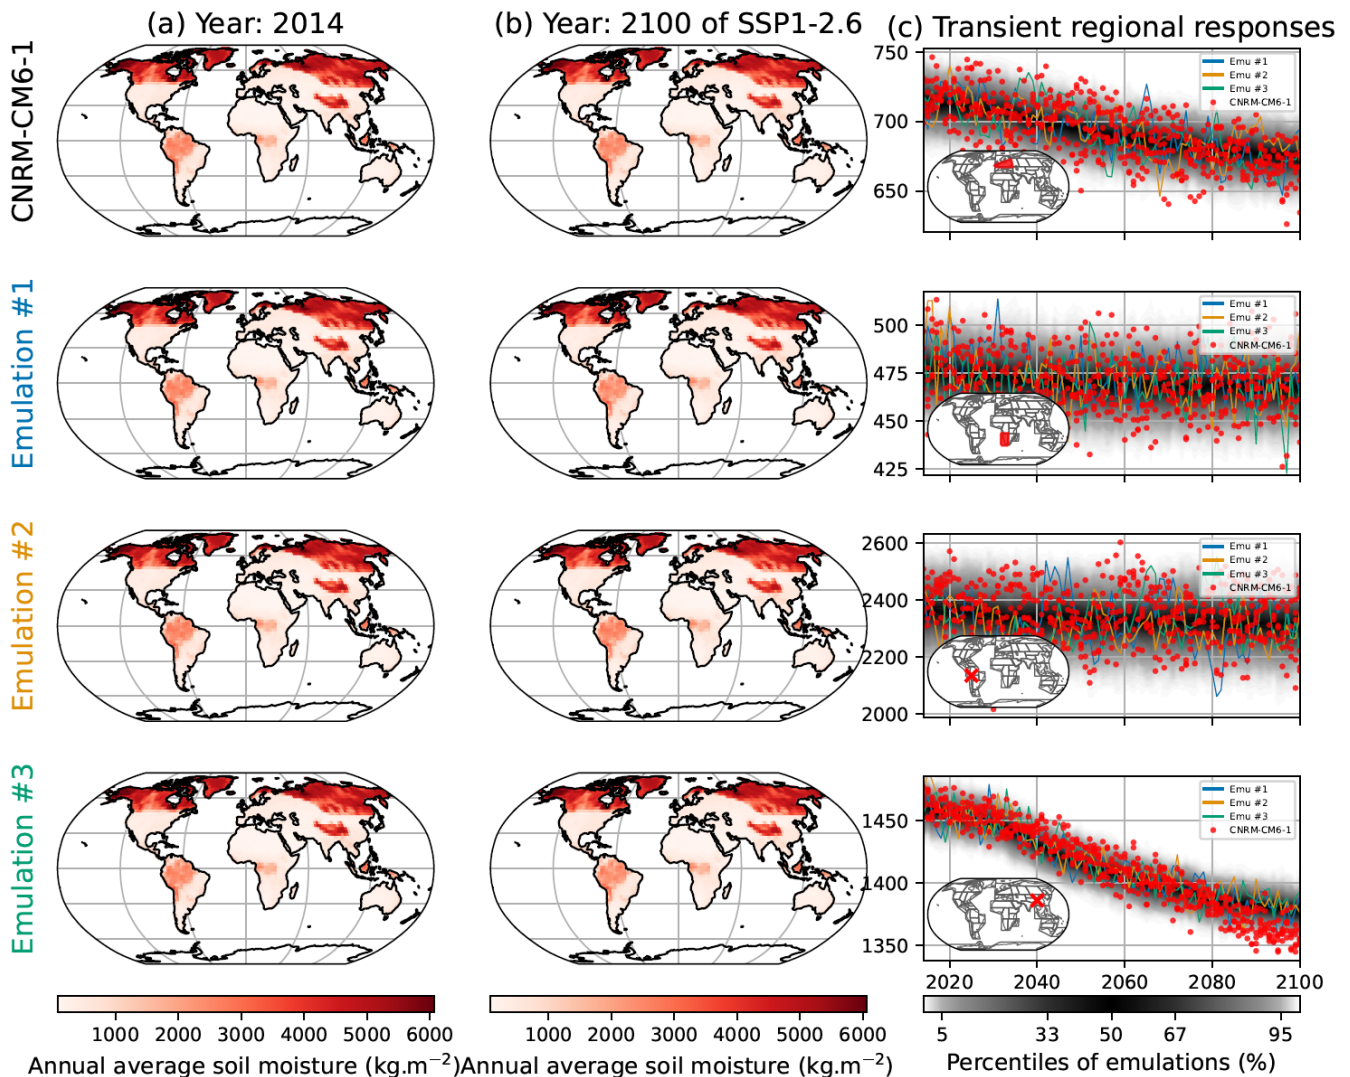 (a) Year: 2014
(b) Year: 2100 of SSP1-2.6
(c) Transient regional responses
CNRM-CM6-1
750
700
650
Emu #1
Emu #2
Emu #3
CNRM-CM6-1
Emulation #1
500
475
450
425
Emu #1
Emu #2
Emu #3
CNRM-CM6-1
Emulation #2
2600
2400
2200
2000
Emu #1
Emu #2
Emu #3
CNRM-CM6-1
Emulation #3
1450
1400
1350
Emu #1
Emu #2
Emu #3
CNRM-CM6-1
2020 2040 2060 2080 2100
1000 2000 3000 4000 5000 6000
Annual average soil moisture (kg.m⁻²)
1000 2000 3000 4000 5000 6000
Annual average soil moisture (kg.m⁻²)
5 33 50 67 95
Percentiles of emulations (%)